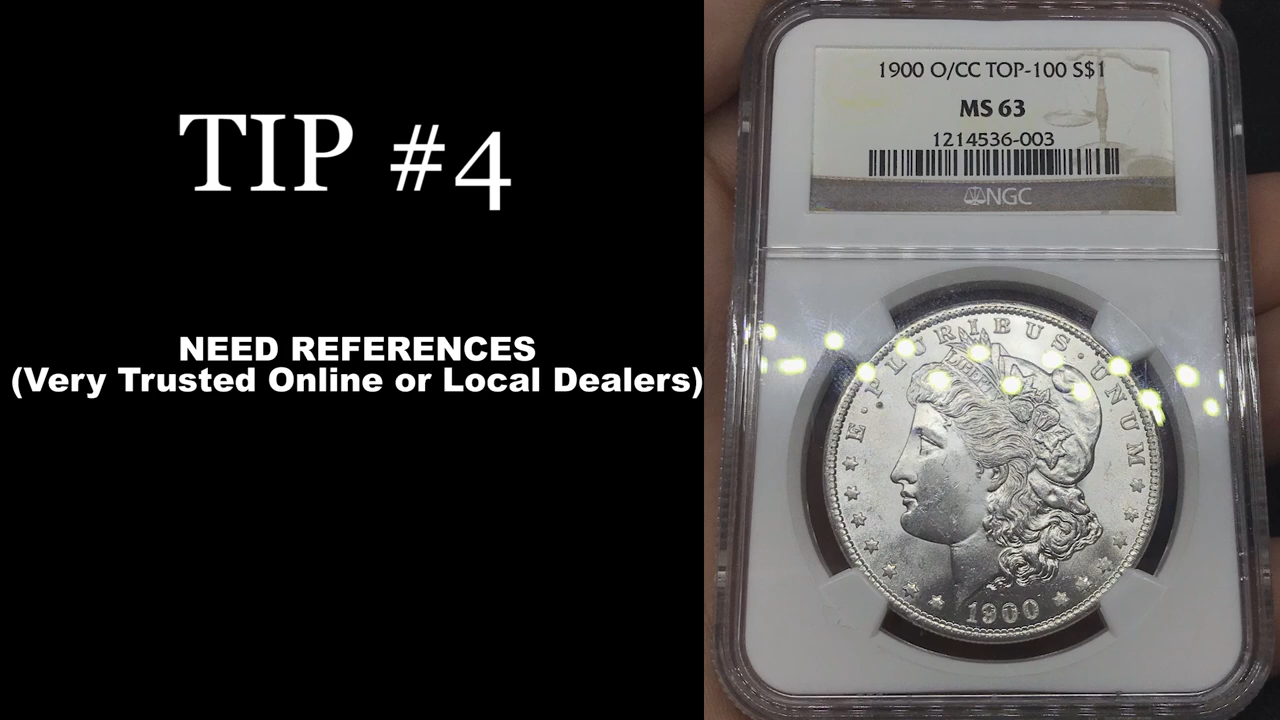 TIP #4
NEED REFERENCES
(Very Trusted Online or Local Dealers)
1900 O/CC TOP-100 S$1
MS 63
1214536-003
NGC
E·PLURIBUS·UNUM
1900